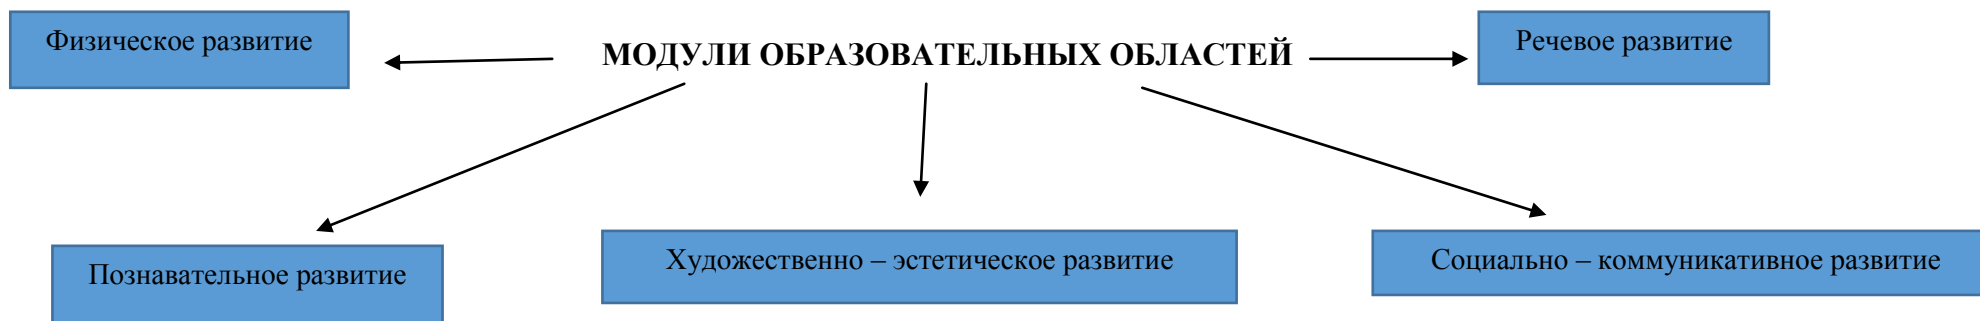 Физическое развитие
МОДУЛИ ОБРАЗОВАТЕЛЬНЫХ ОБЛАСТЕЙ
Речевое развитие
Познавательное развитие
Художественно – эстетическое развитие
Социально – коммуникативное развитие